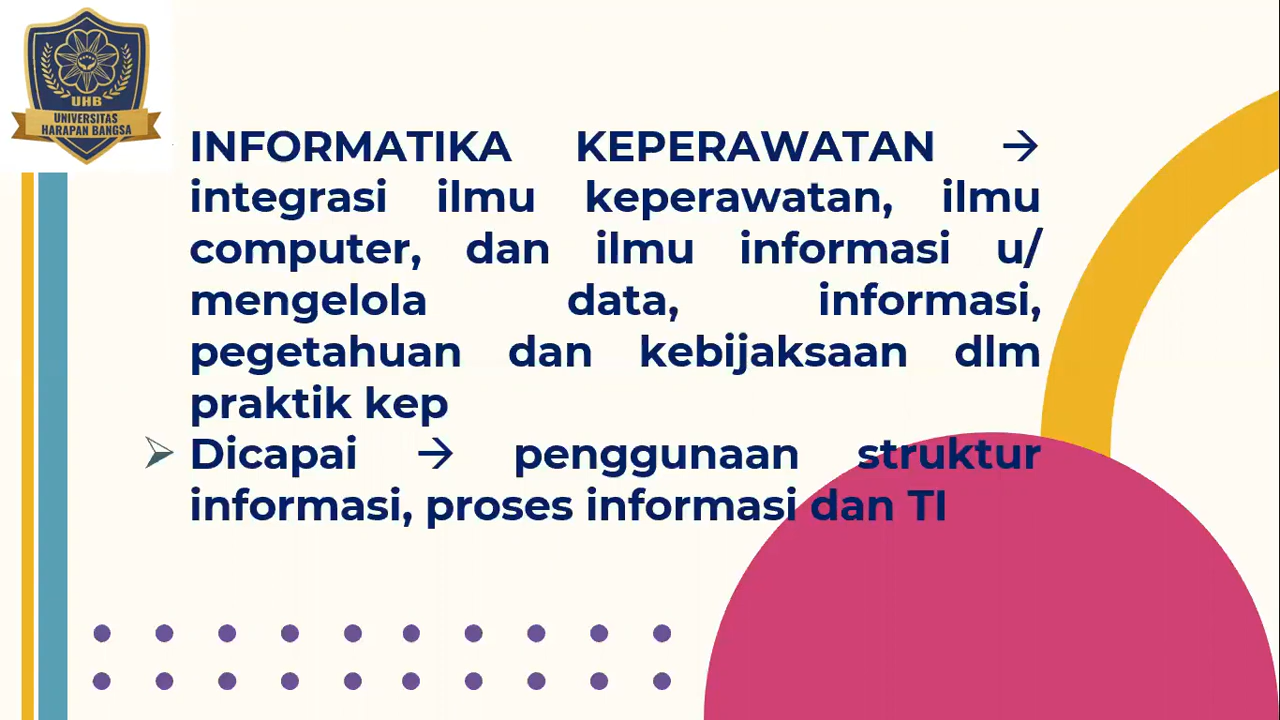 UHB
UNIVERSITAS
HARAPAN BANGSA
INFORMATIKA KEPERAWATAN →
integrasi ilmu keperawatan, ilmu
computer, dan ilmu informasi u/
mengelola data, informasi,
pegetahuan dan kebijaksaan dlm
praktik kep
➢ Dicapai → penggunaan struktur
informasi, proses informasi dan TI